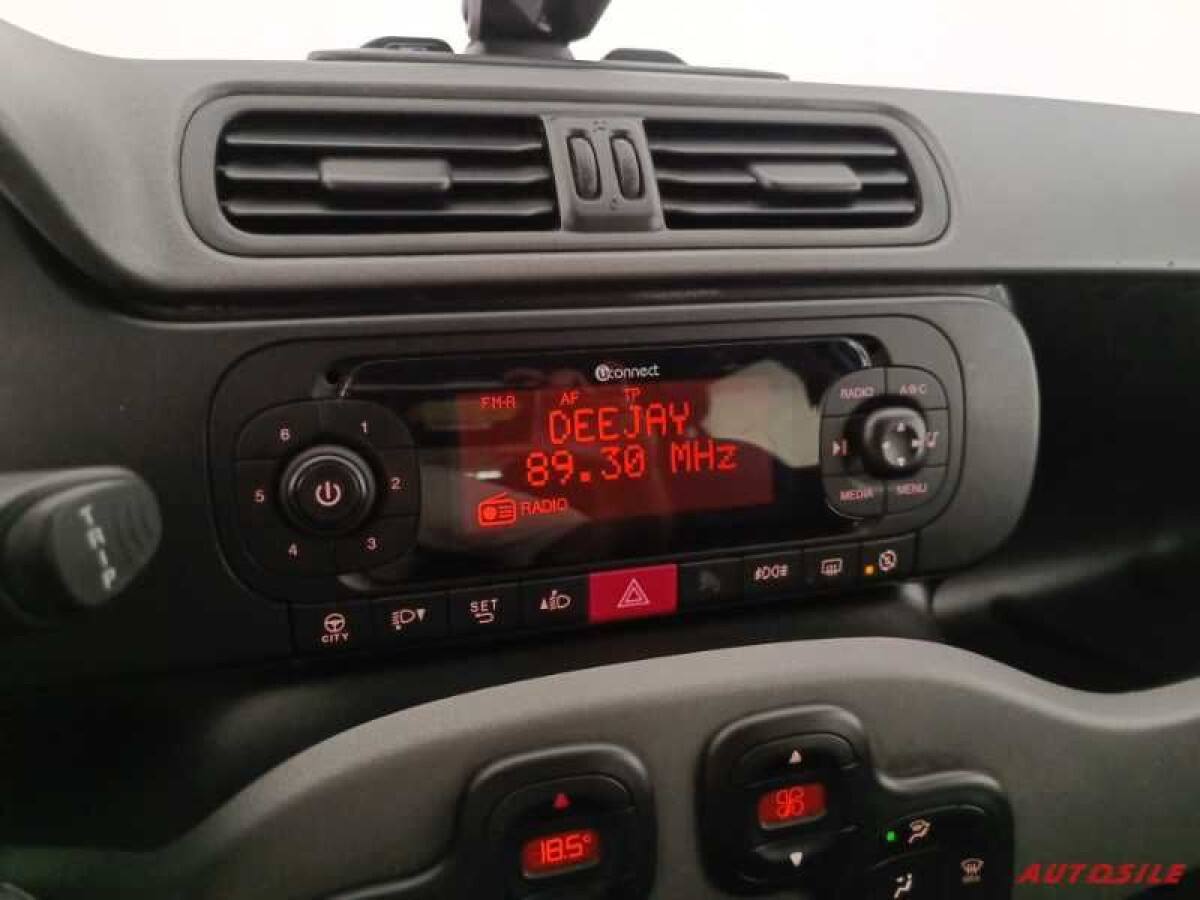 uconnect
FM-R AF TP
DEEJAY
89.30 MHz
RADIO
6 1
5 2
4 3
RADIO A·B·C
MEDIA MENU
CITY
SET
TRIP
18.5°
AUTOSILE